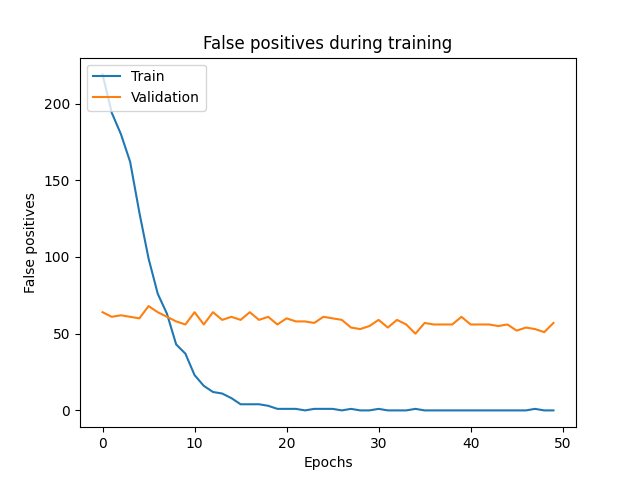 False positives during training
Train
Validation
False positives
200
150
100
50
0
0 10 20 30 40 50
Epochs